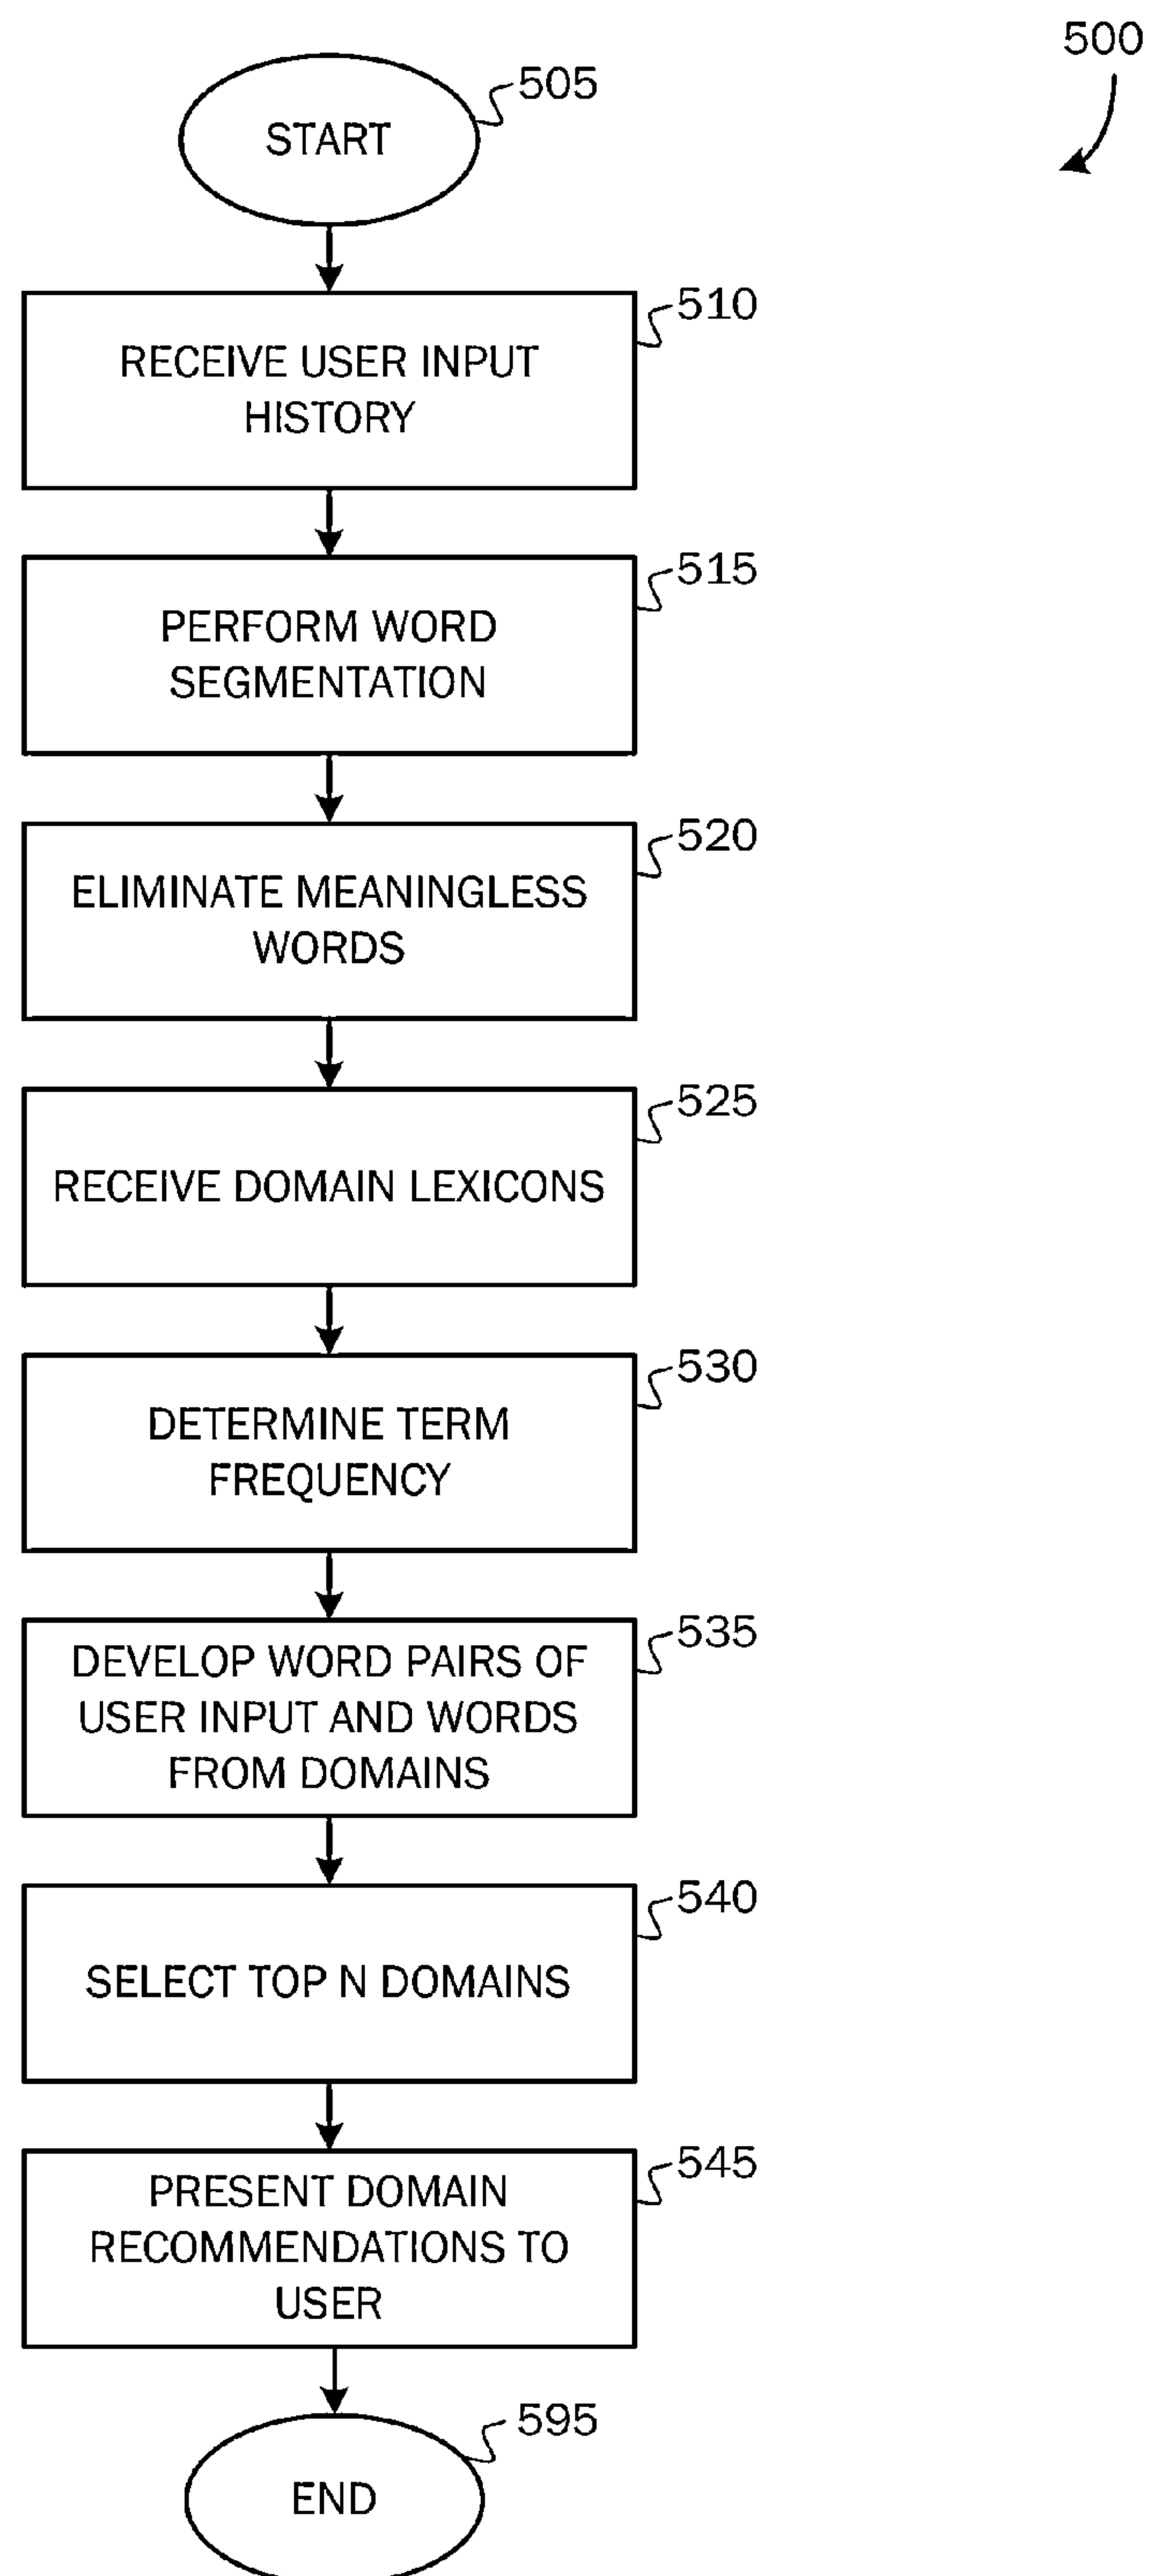 500
START
505
RECEIVE USER INPUT
HISTORY
510
PERFORM WORD
SEGMENTATION
515
ELIMINATE MEANINGLESS
WORDS
520
RECEIVE DOMAIN LEXICONS
525
DETERMINE TERM
FREQUENCY
530
DEVELOP WORD PAIRS OF
USER INPUT AND WORDS
FROM DOMAINS
535
SELECT TOP N DOMAINS
540
PRESENT DOMAIN
RECOMMENDATIONS TO
USER
545
END
595